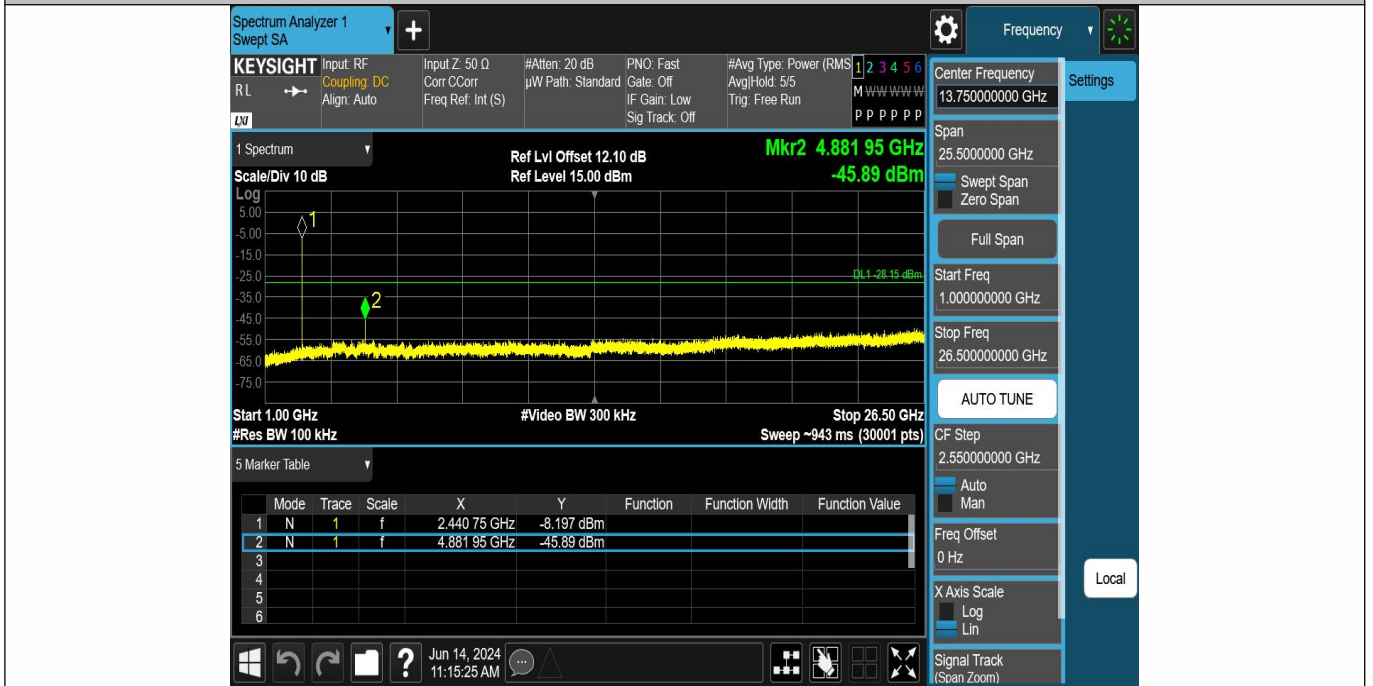 Spectrum Analyzer 1
Swept SA
+
Frequency
KEYSIGHT
RL
LXI
Input: RF
Coupling: DC
Align: Auto
Input Z: 50 Ω
Corr CCorr
Freq Ref: Int (S)
#Atten: 20 dB
µW Path: Standard
PNO: Fast
Gate: Off
IF Gain: Low
Sig Track: Off
#Avg Type: Power (RMS
Avg|Hold: 5/5
Trig: Free Run
1 2 3 4 5 6
M W W W W W
P P P P P P
1 Spectrum
Scale/Div 10 dB
Ref Lvl Offset 12.10 dB
Ref Level 15.00 dBm
Mkr2 4.881 95 GHz
-45.89 dBm
Log
5.00
-5.00
-15.0
-25.0
-35.0
-45.0
-55.0
-65.0
-75.0
1
2
DL1 -28.15 dBm
Start 1.00 GHz
#Video BW 300 kHz
Stop 26.50 GHz
#Res BW 100 kHz
Sweep ~943 ms (30001 pts)
5 Marker Table
Mode Trace Scale X Y Function Function Width Function Value
1 N 1 f 2.440 75 GHz -8.197 dBm
2 N 1 f 4.881 95 GHz -45.89 dBm
3
4
5
6
?
Jun 14, 2024
11:15:25 AM
Center Frequency
13.750000000 GHz
Settings
Span
25.5000000 GHz
Swept Span
Zero Span
Full Span
Start Freq
1.000000000 GHz
Stop Freq
26.500000000 GHz
AUTO TUNE
CF Step
2.550000000 GHz
Auto
Man
Freq Offset
0 Hz
Local
X Axis Scale
Log
Lin
Signal Track
(Span Zoom)